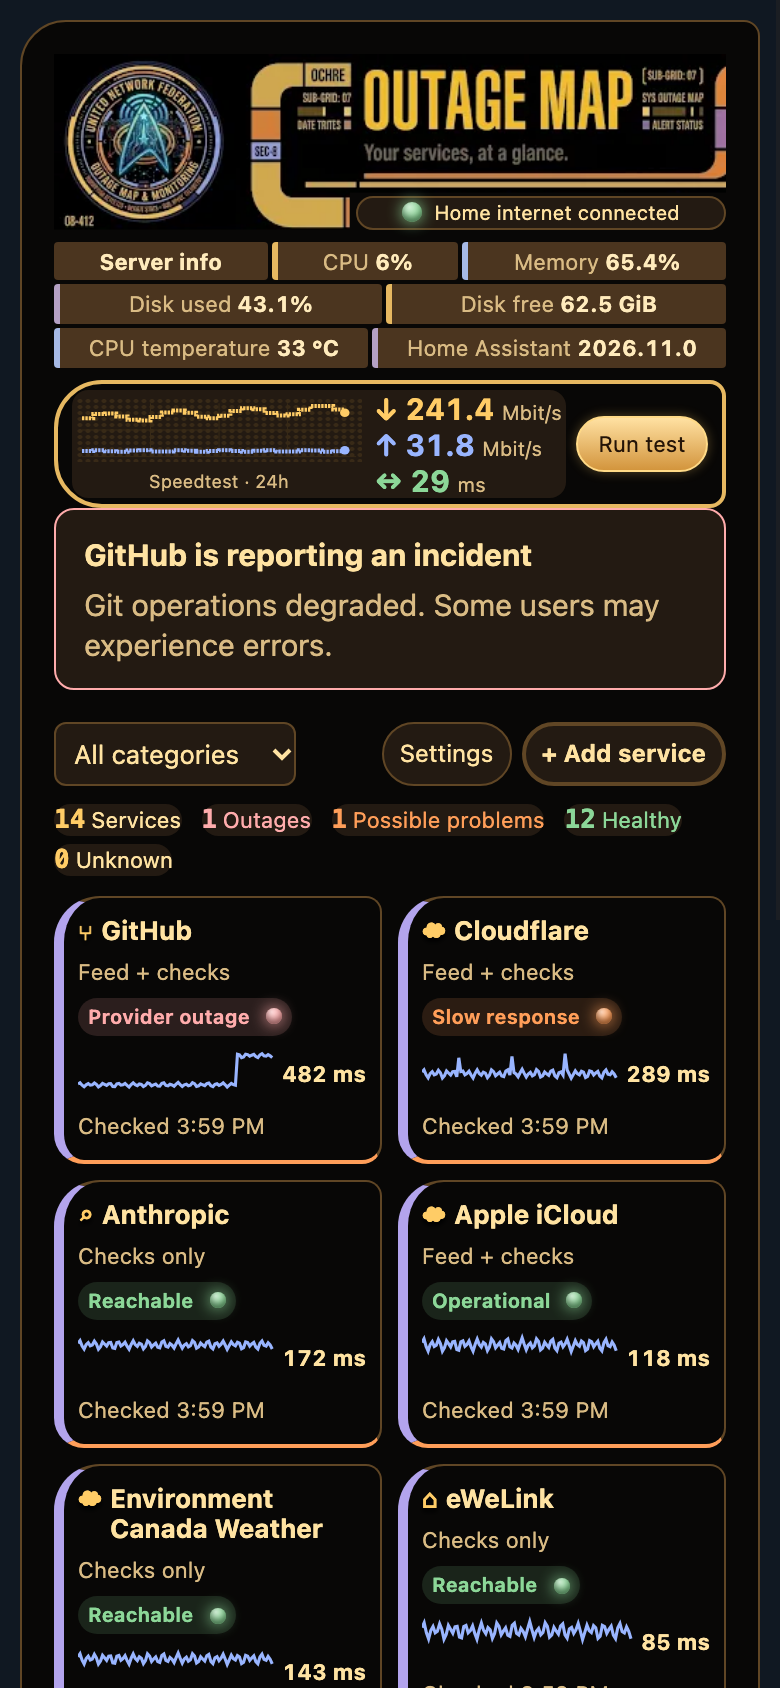 UNITED NETWORK FEDERATION
OUTAGE MAP & MONITORING
08-412
OCHRE
SUB-GRID: 07
DATE TRITES
SEC-8
OUTAGE MAP
Your services, at a glance.
(SUB-GRID: 07)
SYS OUTAGE MAP
ALERT STATUS
Home internet connected
Server info CPU 6% Memory 65.4%
Disk used 43.1% Disk free 62.5 GiB
CPU temperature 33 °C Home Assistant 2026.11.0
↓ 241.4 Mbit/s
↑ 31.8 Mbit/s
↔ 29 ms
Speedtest · 24h
Run test
GitHub is reporting an incident
Git operations degraded. Some users may
experience errors.
All categories Settings + Add service
14 Services 1 Outages 1 Possible problems 12 Healthy
0 Unknown
GitHub
Feed + checks
Provider outage
482 ms
Checked 3:59 PM
Cloudflare
Feed + checks
Slow response
289 ms
Checked 3:59 PM
Anthropic
Checks only
Reachable
172 ms
Checked 3:59 PM
Apple iCloud
Feed + checks
Operational
118 ms
Checked 3:59 PM
Environment
Canada Weather
Checks only
Reachable
143 ms
eWeLink
Checks only
Reachable
85 ms